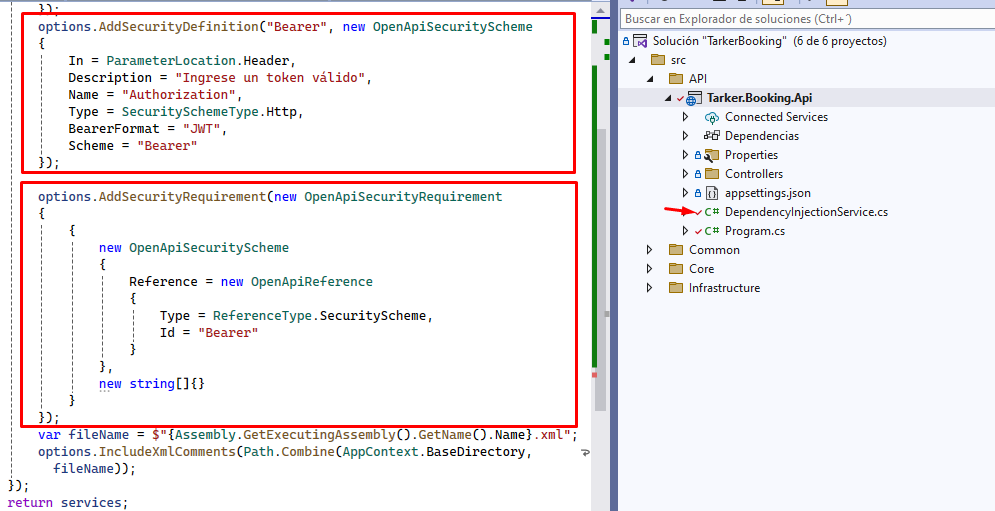 });
options.AddSecurityDefinition("Bearer", new OpenApiSecurityScheme
{
In = ParameterLocation.Header,
Description = "Ingrese un token válido",
Name = "Authorization",
Type = SecuritySchemeType.Http,
BearerFormat = "JWT",
Scheme = "Bearer"
});
options.AddSecurityRequirement(new OpenApiSecurityRequirement
{
{
new OpenApiSecurityScheme
{
Reference = new OpenApiReference
{
Type = ReferenceType.SecurityScheme,
Id = "Bearer"
}
},
new string[]{}
}
});
var fileName = $"{Assembly.GetExecutingAssembly().GetName().Name}.xml";
options.IncludeXmlComments(Path.Combine(AppContext.BaseDirectory,
fileName));
});
return services;
Buscar en Explorador de soluciones (Ctrl+´)
Solución "TarkerBooking" (6 de 6 proyectos)
src
API
Tarker.Booking.Api
Connected Services
Dependencias
Properties
Controllers
appsettings.json
C# DependencyInjectionService.cs
C# Program.cs
Common
Core
Infrastructure